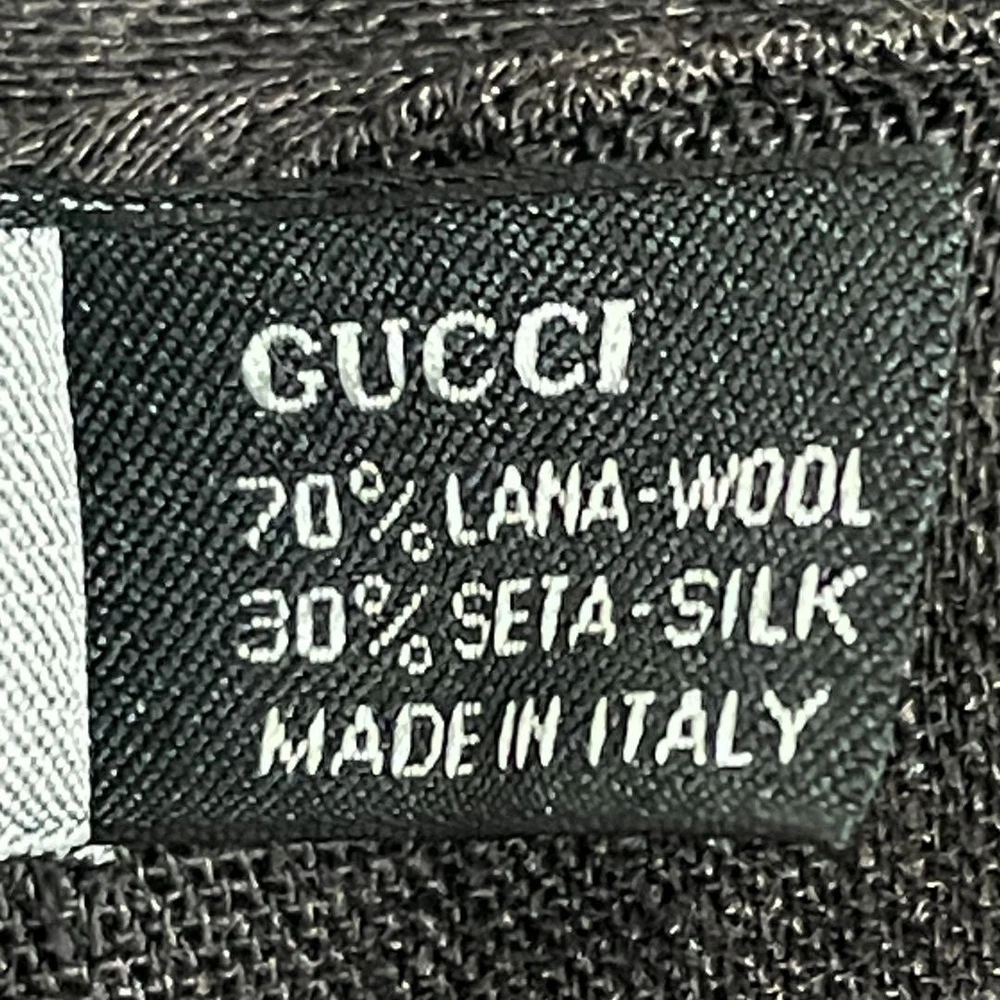 GUCCI
70% LANA-WOOL
30% SETA-SILK
MADE IN ITALY